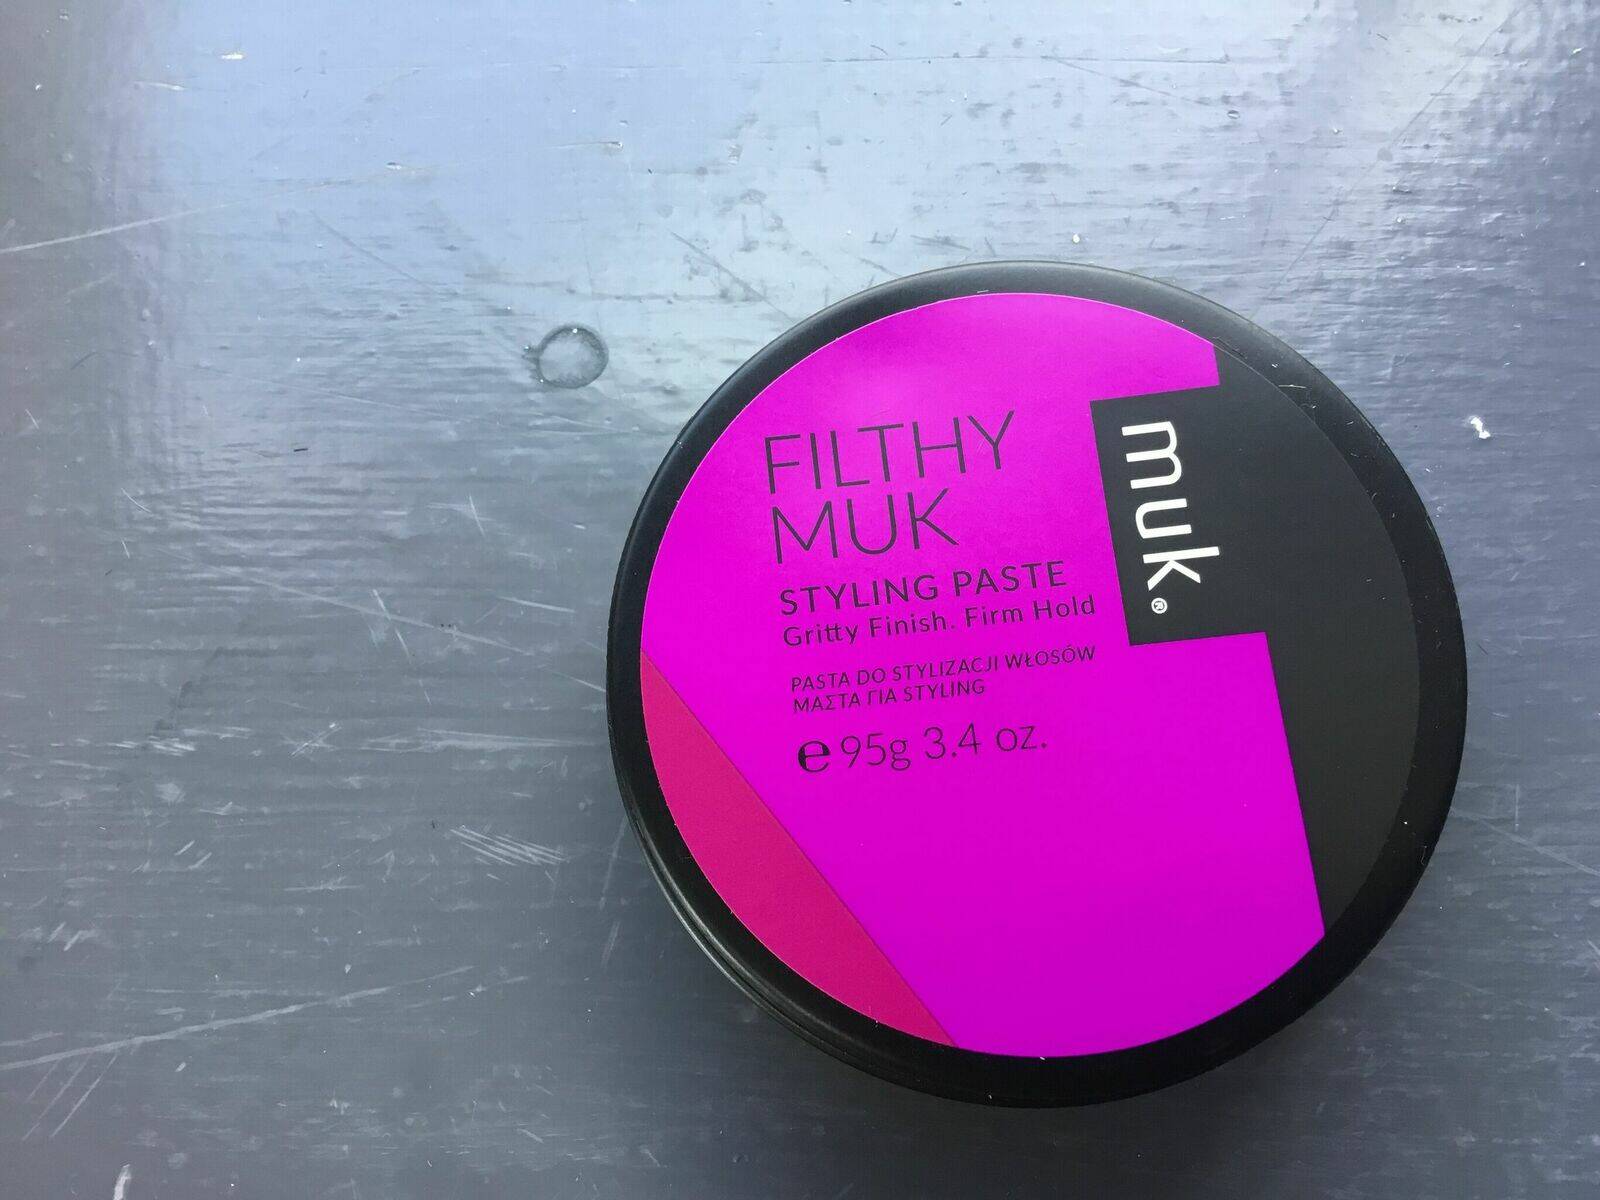 FILTHY
MUK
STYLING PASTE
Gritty Finish. Firm Hold
PASTA DO STYLIZACJI WŁOSÓW
ΜΑΣΤΑ ΓΙΑ STYLING
e 95g 3.4 oz.
muk.®